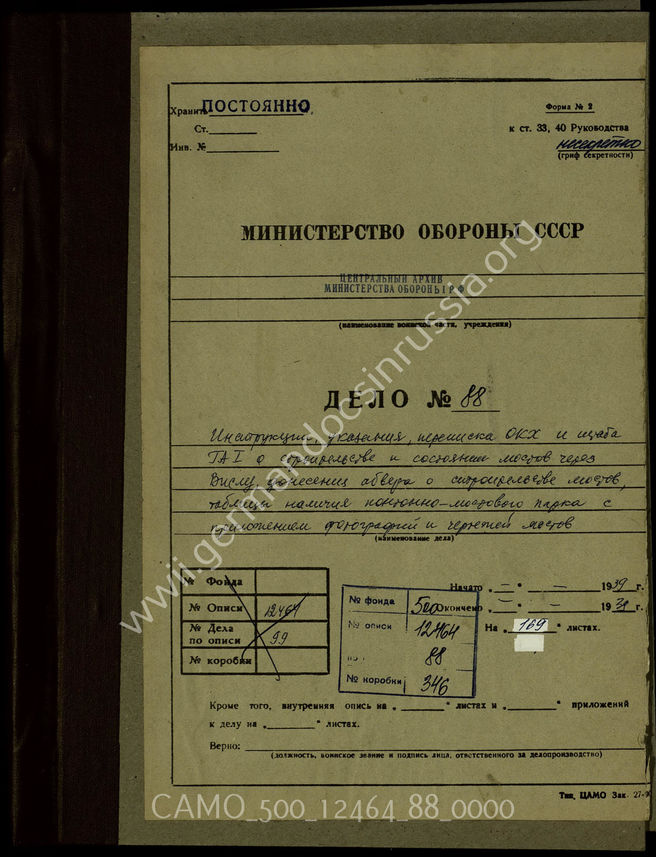 Хранить ПОСТОЯННО,
Форма № 2
Ст.
к ст. 33, 40 Руководства
Инв. №
несекретно
(гриф секретности)
МИНИСТЕРСТВО ОБОРОНЫ СССР
ЦЕНТРАЛЬНЫЙ АРХИВ
МИНИСТЕРСТВА ОБОРОНЫ РФ
(наименование воинской части, учреждения)
ДЕЛО № 88
Инструкции, указания, переписка ОКХ и штаба
ГА I о строительстве и состоянии мостов через
Вислу, донесения абвера о строительстве мостов,
таблицы наличия понтонно-мостового парка с
приложением фотографий и чертежей мостов
(наименование дела)
№ Фонда
№ Описи 12464
№ Дела по описи 99
№ коробки
№ фонда 500
№ описи 12464
88
№ коробки 346
Начато „ — " — 1939 г.
окончено „ — " — 1939 г.
На „ 169 " листах.
Кроме того, внутренняя опись на „ " листах и „ " приложений
к делу на „ " листах.
Верно:
(должность, воинское звание и подпись лица, ответственного за делопроизводство)
Тип. ЦАМО Зак. 27-
www.germandocsinrussia.org
CAMO_500_12464_88_0000